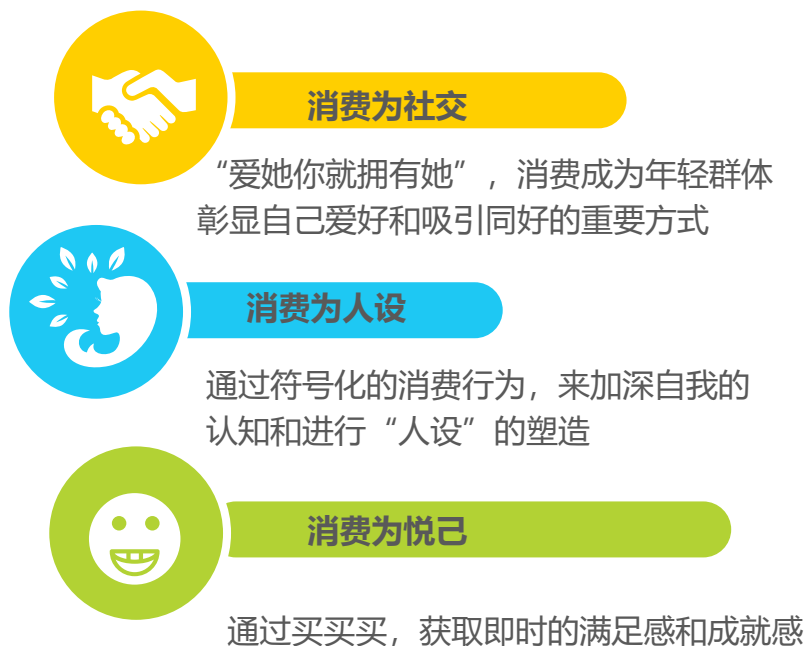 消费为社交
“爱她你就拥有她”，消费成为年轻群体
彰显自己爱好和吸引同好的重要方式
消费为人设
通过符号化的消费行为，来加深自我的
认知和进行“人设”的塑造
消费为悦己
通过买买买，获取即时的满足感和成就感